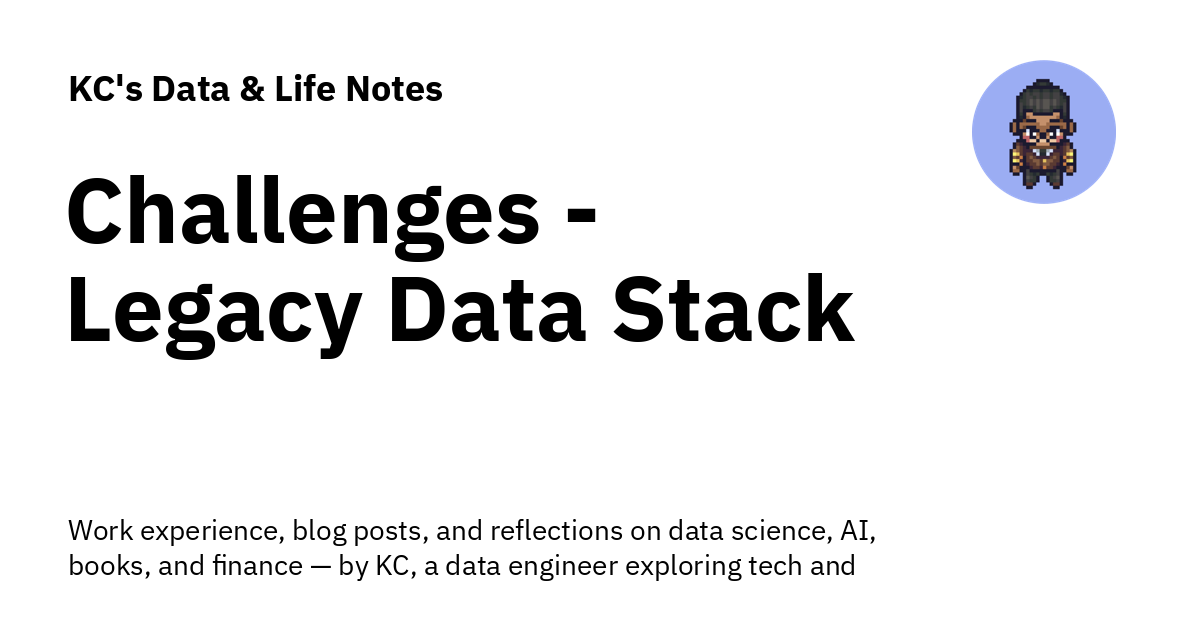 KC's Data & Life Notes
Challenges -
Legacy Data Stack
Work experience, blog posts, and reflections on data science, AI,
books, and finance — by KC, a data engineer exploring tech and